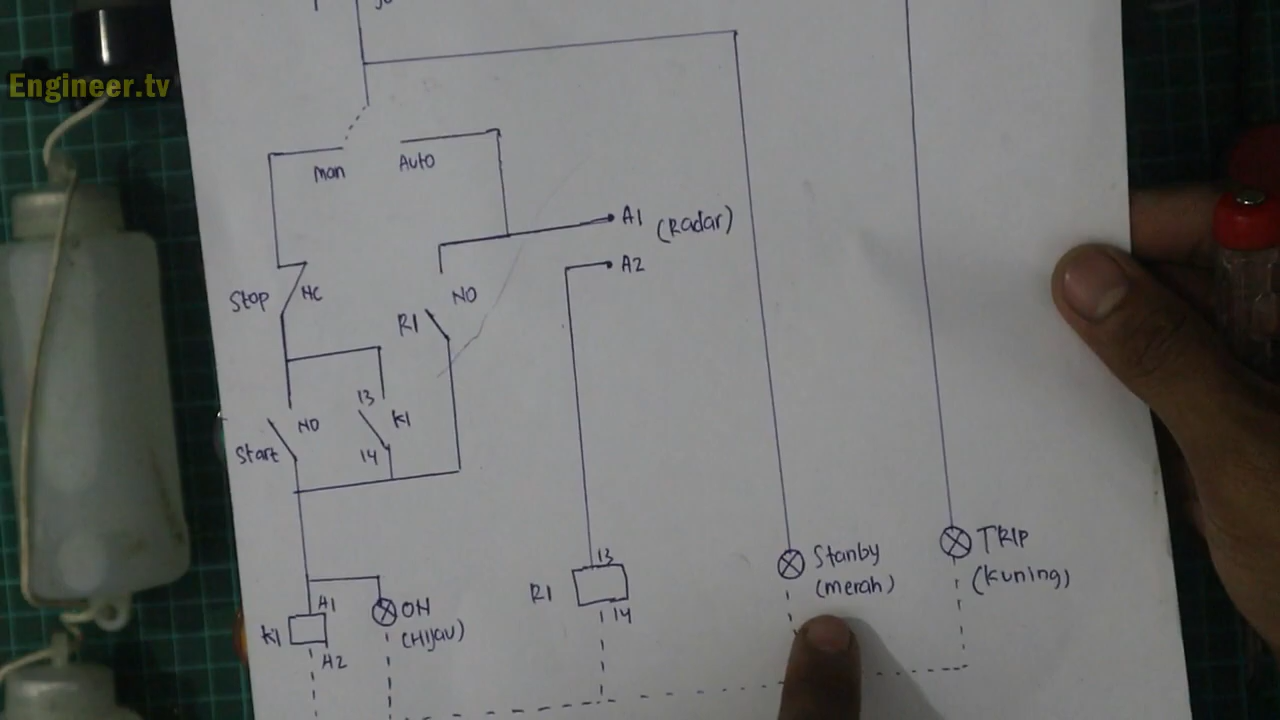 Engineer.tv
Man
Auto
A1
(Radar)
A2
Stop
NC
NO
R1
13
K1
NO
14
Start
13
Stanby
(merah)
TRIP
(Kuning)
R1
14
A1
ON
(Hijau)
K1
A2